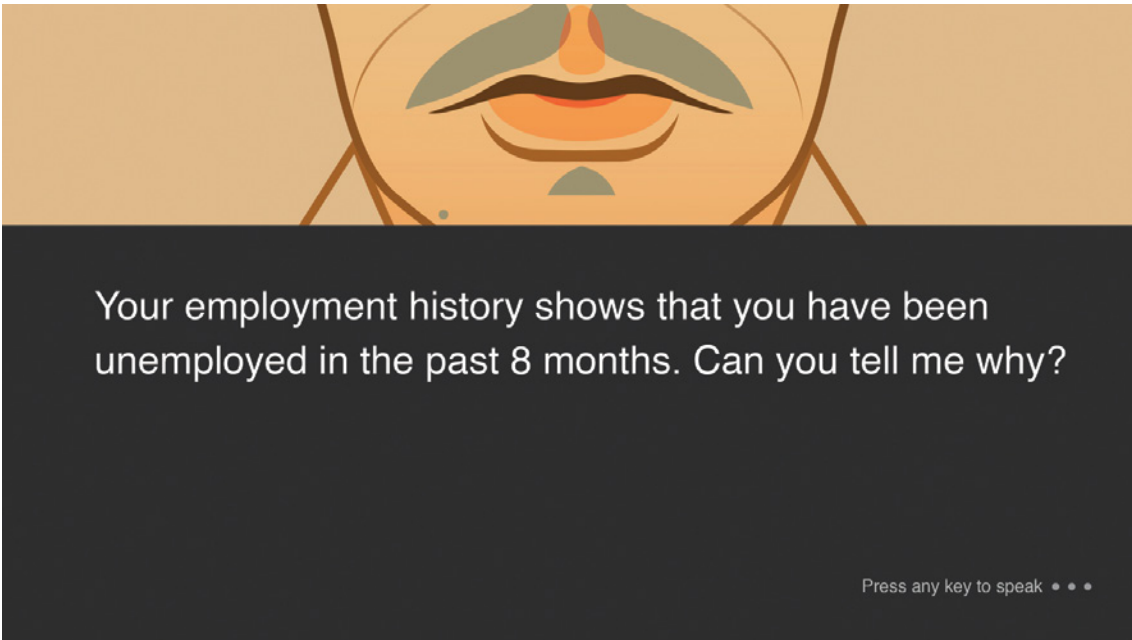 Your employment history shows that you have been
unemployed in the past 8 months. Can you tell me why?
Press any key to speak •••